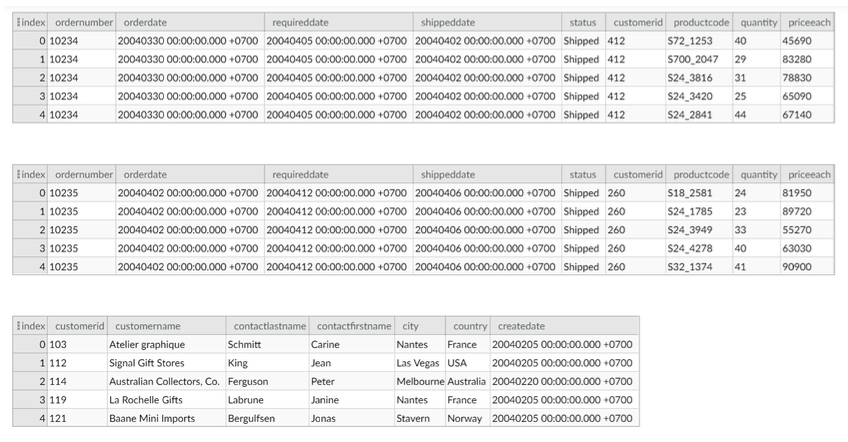 index ordernumber orderdate requireddate shippeddate status customerid productcode quantity priceeach
0 10234 20040330 00:00:00.000 +0700 20040405 00:00:00.000 +0700 20040402 00:00:00.000 +0700 Shipped 412 S72_1253 40 45690
1 10234 20040330 00:00:00.000 +0700 20040405 00:00:00.000 +0700 20040402 00:00:00.000 +0700 Shipped 412 S700_2047 29 83280
2 10234 20040330 00:00:00.000 +0700 20040405 00:00:00.000 +0700 20040402 00:00:00.000 +0700 Shipped 412 S24_3816 31 78830
3 10234 20040330 00:00:00.000 +0700 20040405 00:00:00.000 +0700 20040402 00:00:00.000 +0700 Shipped 412 S24_3420 25 65090
4 10234 20040330 00:00:00.000 +0700 20040405 00:00:00.000 +0700 20040402 00:00:00.000 +0700 Shipped 412 S24_2841 44 67140
index ordernumber orderdate requireddate shippeddate status customerid productcode quantity priceeach
0 10235 20040402 00:00:00.000 +0700 20040412 00:00:00.000 +0700 20040406 00:00:00.000 +0700 Shipped 260 S18_2581 24 81950
1 10235 20040402 00:00:00.000 +0700 20040412 00:00:00.000 +0700 20040406 00:00:00.000 +0700 Shipped 260 S24_1785 23 89720
2 10235 20040402 00:00:00.000 +0700 20040412 00:00:00.000 +0700 20040406 00:00:00.000 +0700 Shipped 260 S24_3949 33 55270
3 10235 20040402 00:00:00.000 +0700 20040412 00:00:00.000 +0700 20040406 00:00:00.000 +0700 Shipped 260 S24_4278 40 63030
4 10235 20040402 00:00:00.000 +0700 20040412 00:00:00.000 +0700 20040406 00:00:00.000 +0700 Shipped 260 S32_1374 41 90900
index customerid customername contactlastname contactfirstname city country createdate
0 103 Atelier graphique Schmitt Carine Nantes France 20040205 00:00:00.000 +0700
1 112 Signal Gift Stores King Jean Las Vegas USA 20040205 00:00:00.000 +0700
2 114 Australian Collectors, Co. Ferguson Peter Melbourne Australia 20040220 00:00:00.000 +0700
3 119 La Rochelle Gifts Labrune Janine Nantes France 20040205 00:00:00.000 +0700
4 121 Baane Mini Imports Bergulfsen Jonas Stavern Norway 20040205 00:00:00.000 +0700